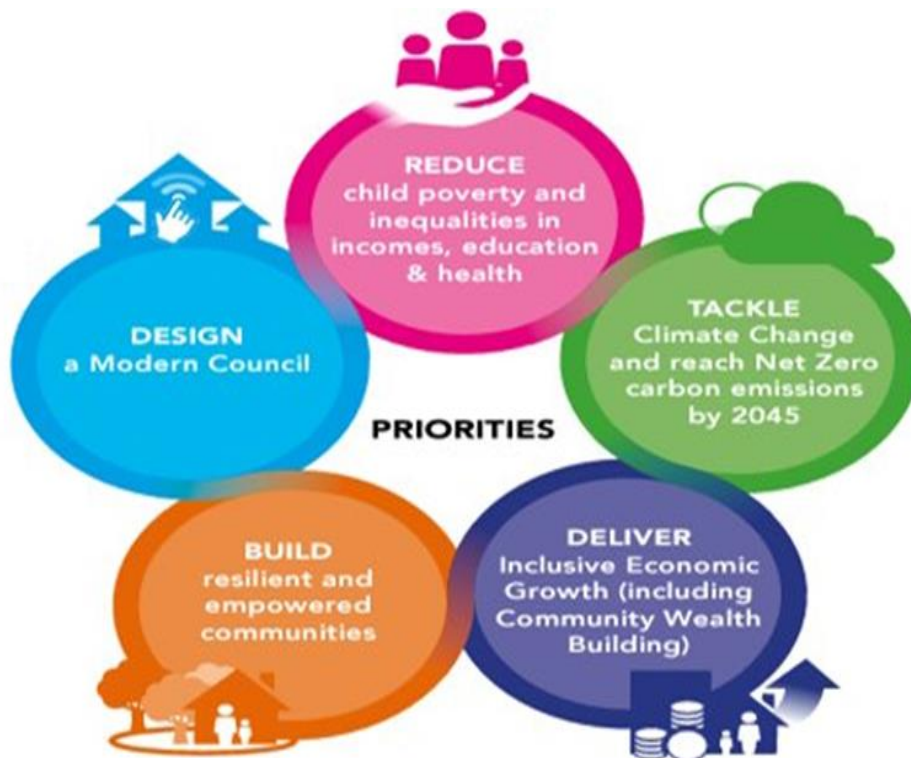 REDUCE
child poverty and
inequalities in
incomes, education
& health
TACKLE
Climate Change
and reach Net Zero
carbon emissions
by 2045
DELIVER
Inclusive Economic
Growth (including
Community Wealth
Building)
BUILD
resilient and
empowered
communities
DESIGN
a Modern Council
PRIORITIES